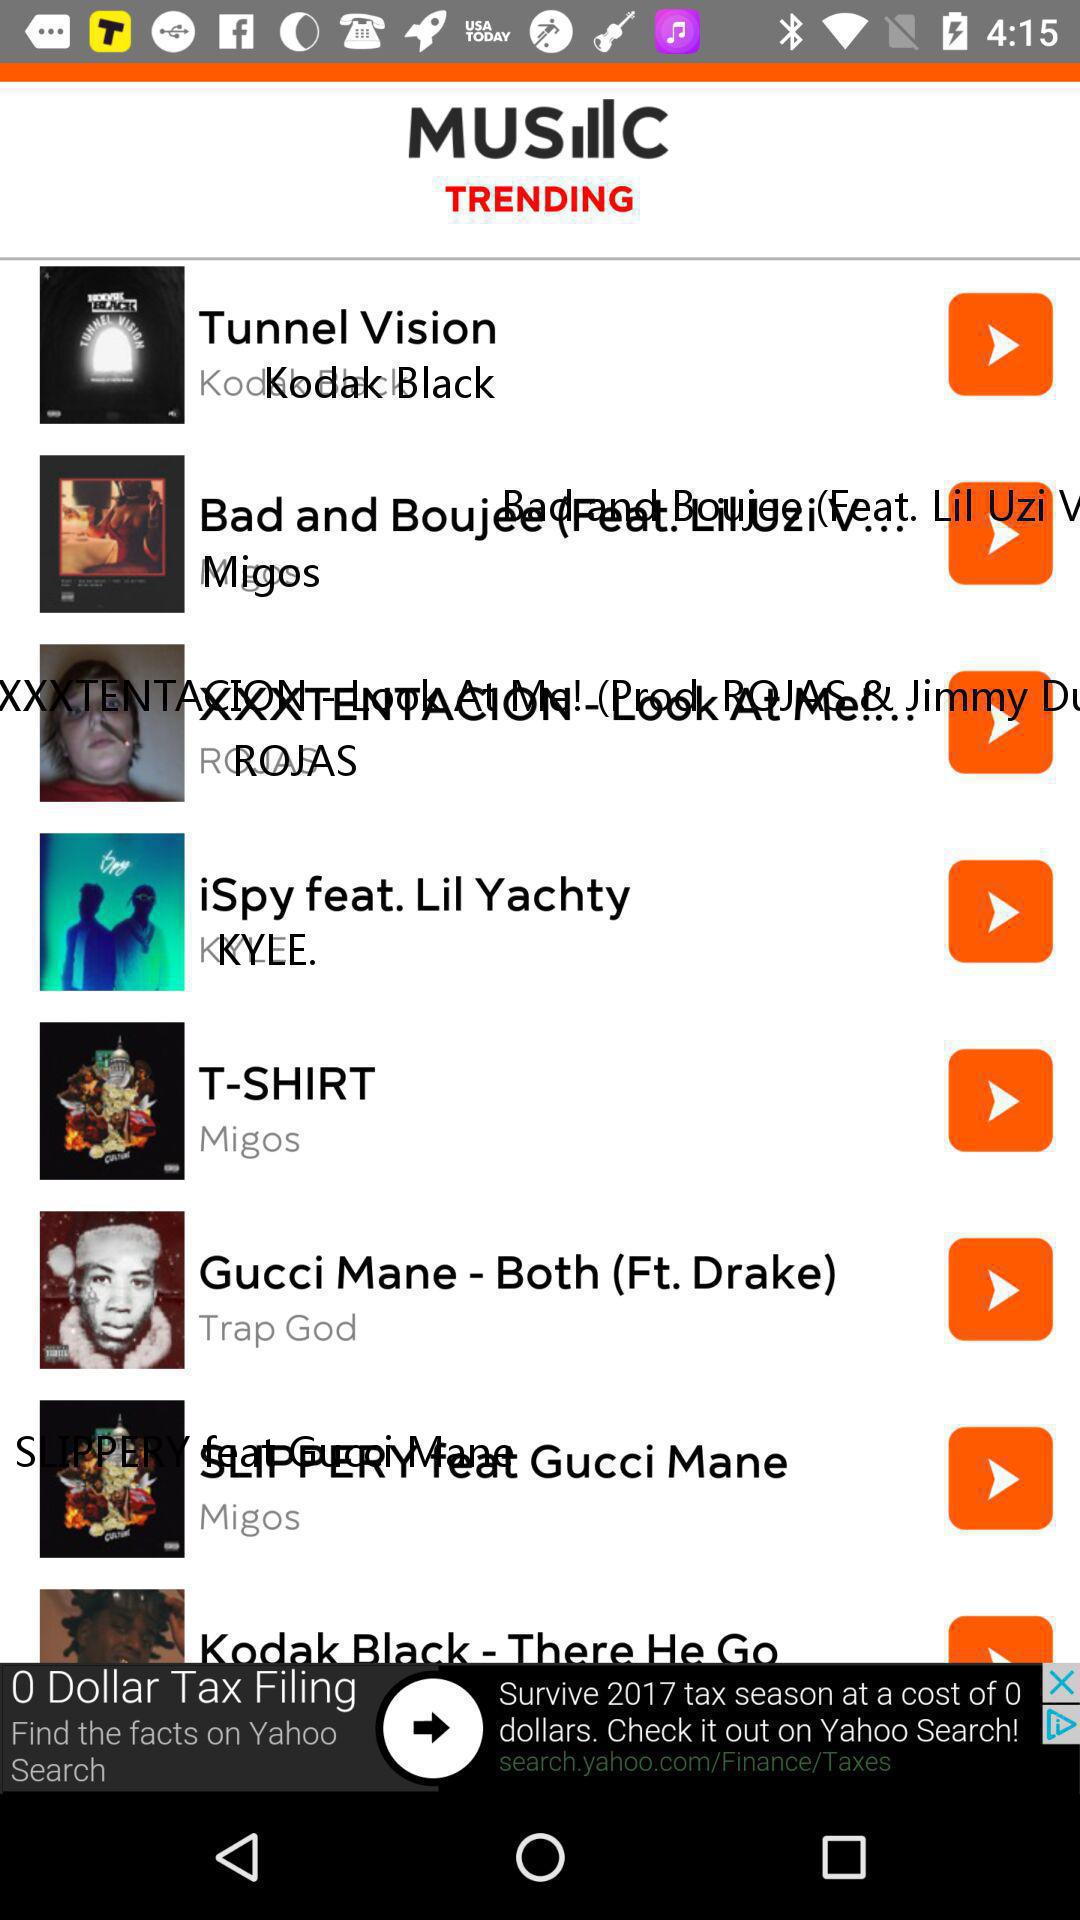 USA TODAY 4:15
MUSIC
TRENDING
Tunnel Vision
Kodak Black
Kodak Black
Bad and Boujee (Feat. Lil Uzi V...
Bad and Boujee (Feat. Lil Uzi V
Migos
Migos
XXXTENTACION - Look At Me!...
XXXTENTACION - Look At Me! (Prod. ROJAS & Jimmy Du
ROJAS
ROJAS
iSpy
iSpy feat. Lil Yachty
KYLE
KYLE.
T-SHIRT
Migos
CULTURE
Gucci Mane - Both (Ft. Drake)
Trap God
SLIPPERY feat Gucci Mane
SLIPPERY feat Gucci Mane
Migos
CULTURE
Kodak Black - There He Go
0 Dollar Tax Filing
Find the facts on Yahoo
Search
Survive 2017 tax season at a cost of 0
dollars. Check it out on Yahoo Search!
search.yahoo.com/Finance/Taxes